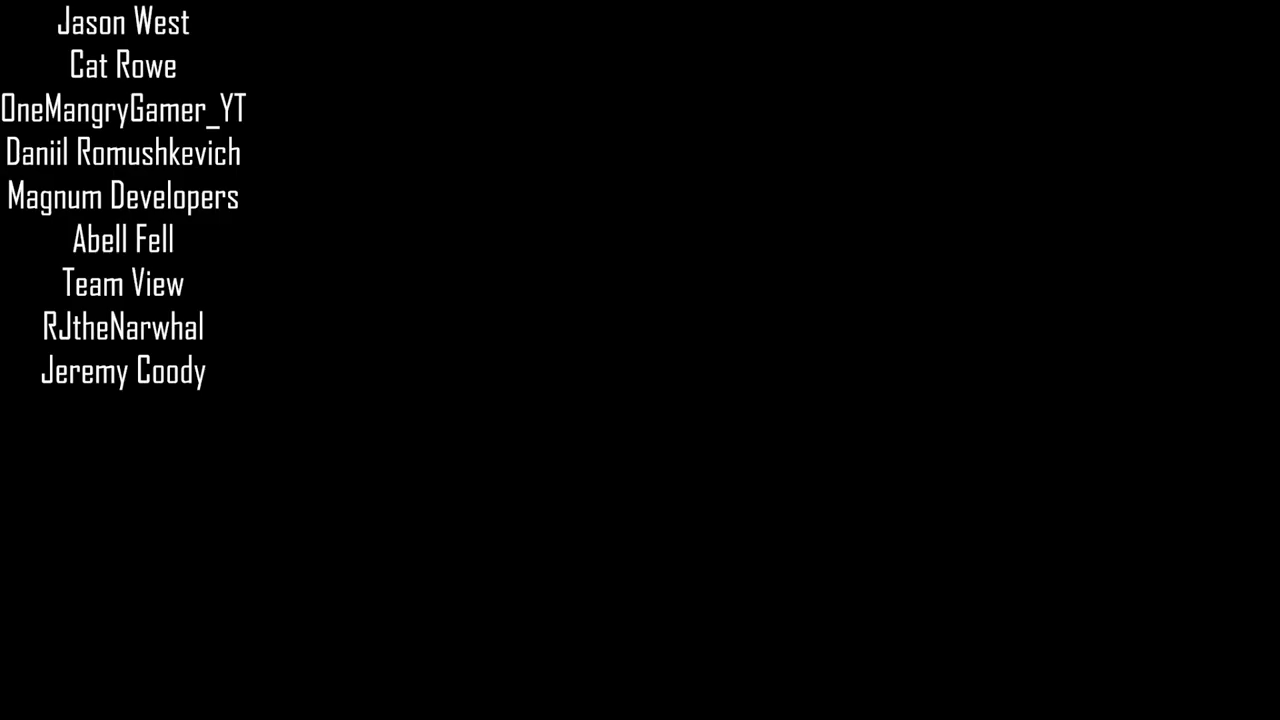 Jason West
Cat Rowe
OneMangryGamer_YT
Daniil Romushkevich
Magnum Developers
Abell Fell
Team View
RJtheNarwhal
Jeremy Coody